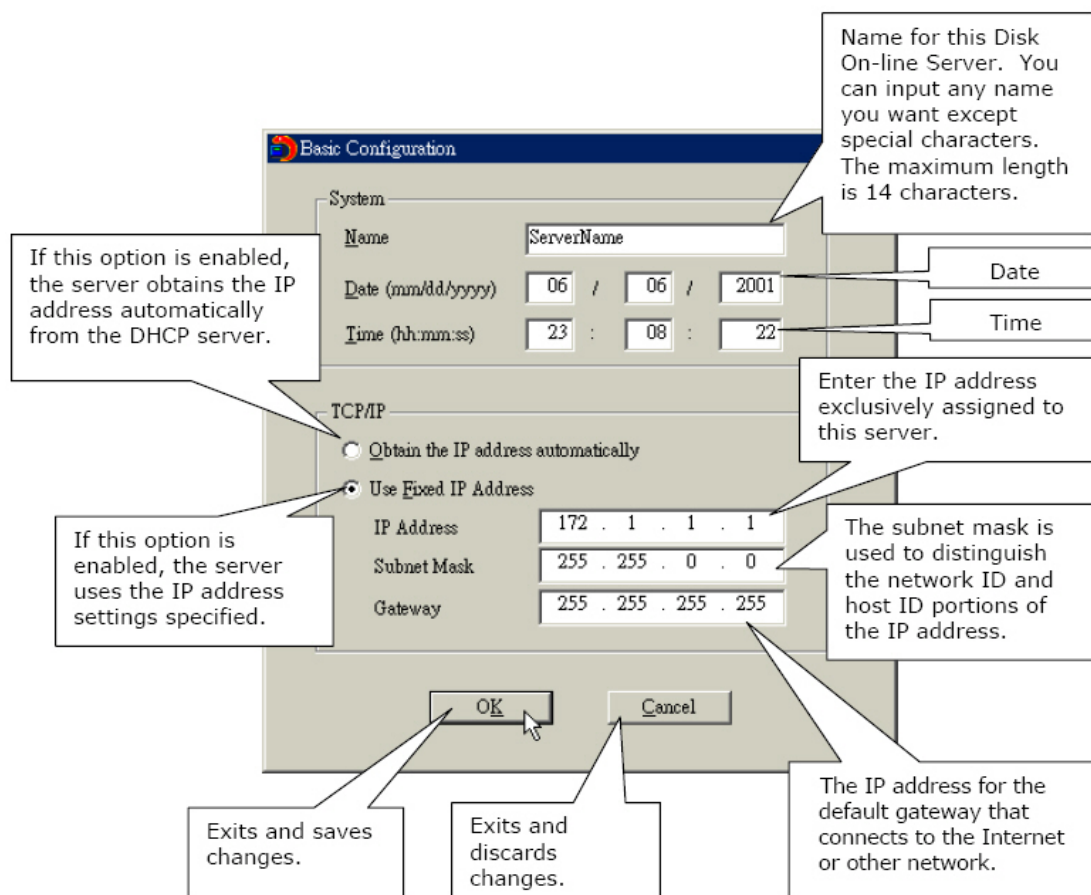 Name for this Disk
On-line Server. You
can input any name
you want except
special characters.
The maximum length
is 14 characters.
Basic Configuration
System
Name ServerName
Date (mm/dd/yyyy) 06 / 06 / 2001
Time (hh:mm:ss) 23 : 08 : 22
Date
Time
If this option is enabled,
the server obtains the IP
address automatically
from the DHCP server.
Enter the IP address
exclusively assigned to
this server.
TCP/IP
Obtain the IP address automatically
Use Fixed IP Address
IP Address 172 . 1 . 1 . 1
Subnet Mask 255 . 255 . 0 . 0
Gateway 255 . 255 . 255 . 255
If this option is
enabled, the server
uses the IP address
settings specified.
The subnet mask is
used to distinguish
the network ID and
host ID portions of
the IP address.
OK Cancel
Exits and saves
changes.
Exits and
discards
changes.
The IP address for the
default gateway that
connects to the Internet
or other network.